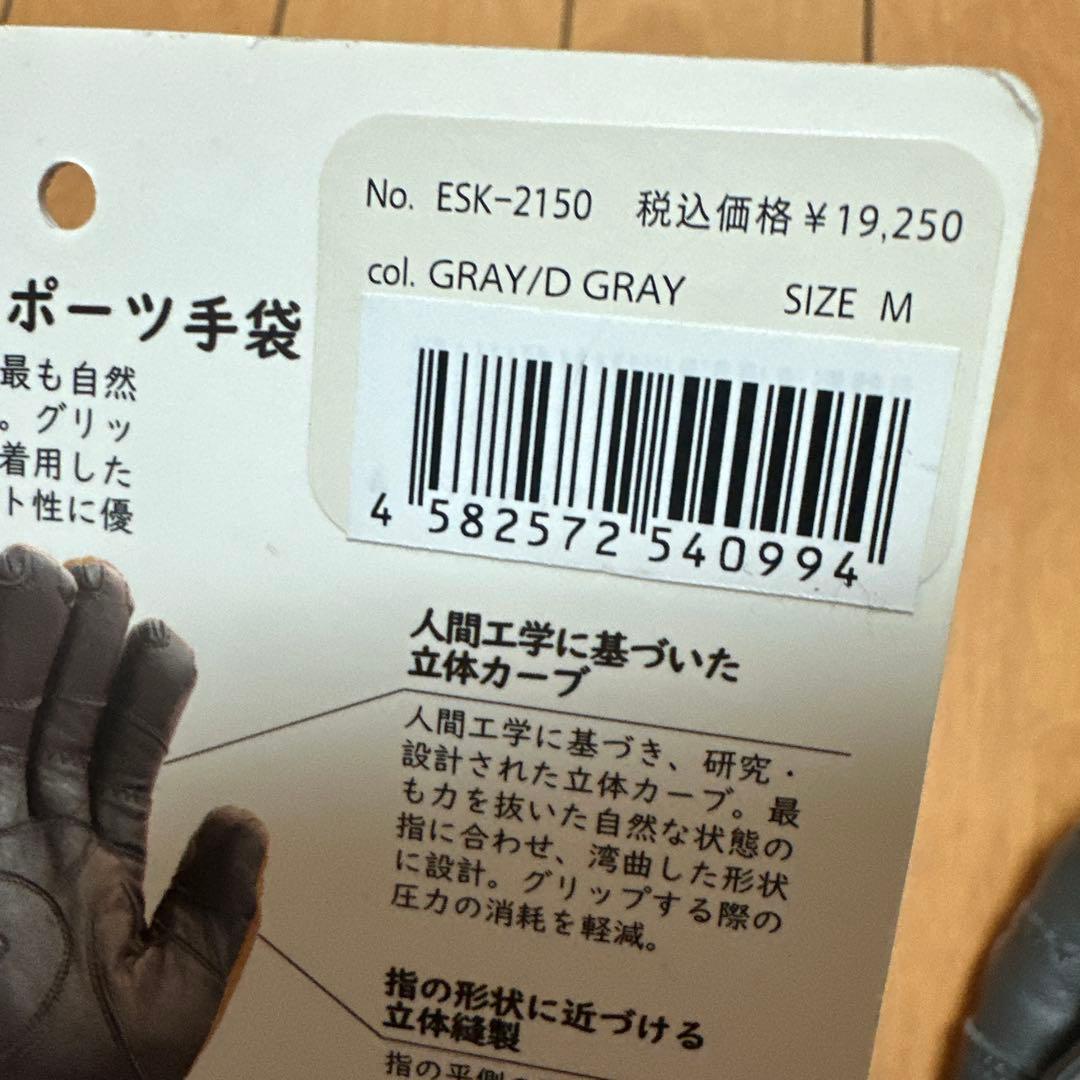 No. ESK-2150 税込価格¥19,250
col. GRAY/D GRAY SIZE M
4 582572 540994
ポーツ手袋
最も自然
。グリッ
着用した
ト性に優
人間工学に基づいた
立体カーブ
人間工学に基づき、研究・
設計された立体カーブ。最
も力を抜いた自然な状態の
指に合わせ、湾曲した形状
に設計。グリップする際の
圧力の消耗を軽減。
指の形状に近づける
立体縫製
指の平側の